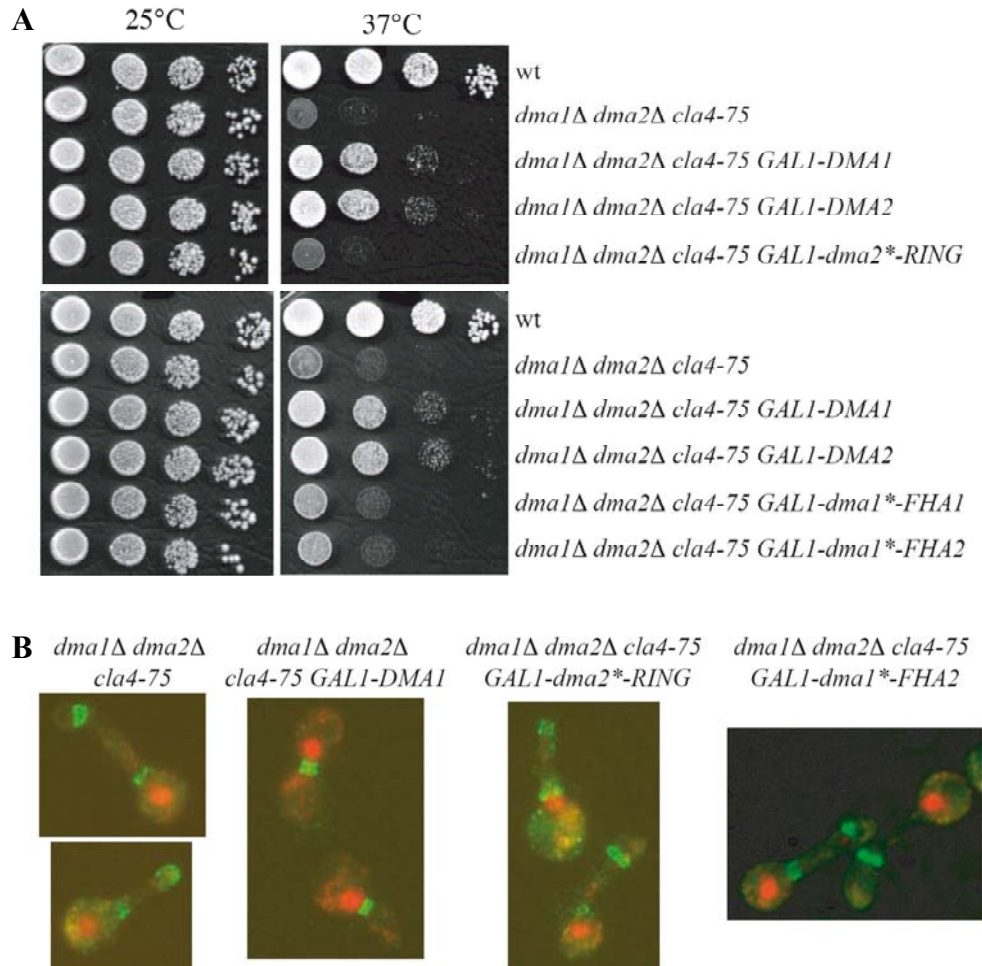 A
25°C
37°C
wt
dma1Δ dma2Δ cla4-75
dma1Δ dma2Δ cla4-75 GAL1-DMA1
dma1Δ dma2Δ cla4-75 GAL1-DMA2
dma1Δ dma2Δ cla4-75 GAL1-dma2*-RING
wt
dma1Δ dma2Δ cla4-75
dma1Δ dma2Δ cla4-75 GAL1-DMA1
dma1Δ dma2Δ cla4-75 GAL1-DMA2
dma1Δ dma2Δ cla4-75 GAL1-dma1*-FHA1
dma1Δ dma2Δ cla4-75 GAL1-dma1*-FHA2
B
dma1Δ dma2Δ
cla4-75
dma1Δ dma2Δ
cla4-75 GAL1-DMA1
dma1Δ dma2Δ cla4-75
GAL1-dma2*-RING
dma1Δ dma2Δ cla4-75
GAL1-dma1*-FHA2